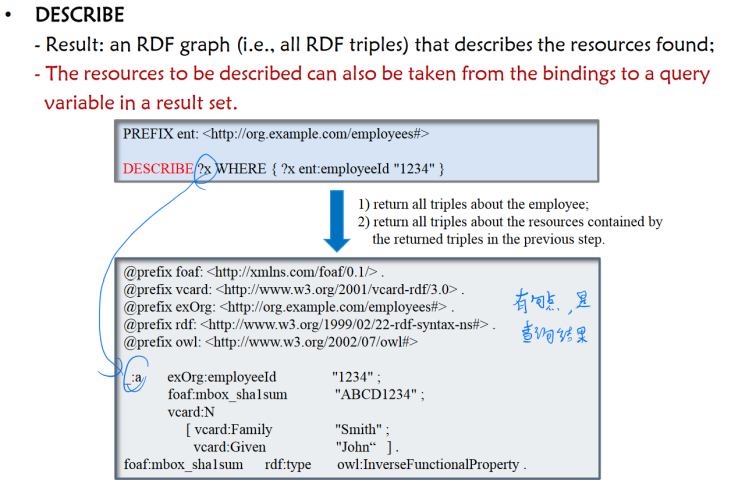 • DESCRIBE
- Result: an RDF graph (i.e., all RDF triples) that describes the resources found;
- The resources to be described can also be taken from the bindings to a query
variable in a result set.
PREFIX ent: <http://org.example.com/employees#>
DESCRIBE ?x WHERE { ?x ent:employeeId "1234" }
1) return all triples about the employee;
2) return all triples about the resources contained by
the returned triples in the previous step.
@prefix foaf: <http://xmlns.com/foaf/0.1/> .
@prefix vcard: <http://www.w3.org/2001/vcard-rdf/3.0> .
@prefix exOrg: <http://org.example.com/employees#> .
@prefix rdf: <http://www.w3.org/1999/02/22-rdf-syntax-ns#> .
@prefix owl: <http://www.w3.org/2002/07/owl#>
有句点,是
查询结果
_:a exOrg:employeeId "1234" ;
foaf:mbox_sha1sum "ABCD1234" ;
vcard:N
[ vcard:Family "Smith" ;
vcard:Given "John“ ] .
foaf:mbox_sha1sum rdf:type owl:InverseFunctionalProperty .